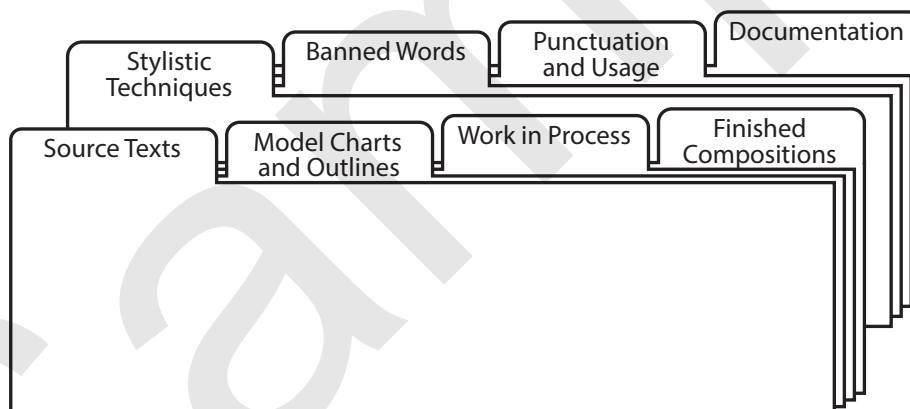 Stylistic
Techniques
Banned Words
Punctuation
and Usage
Documentation
Source Texts
Model Charts
and Outlines
Work in Process
Finished
Compositions